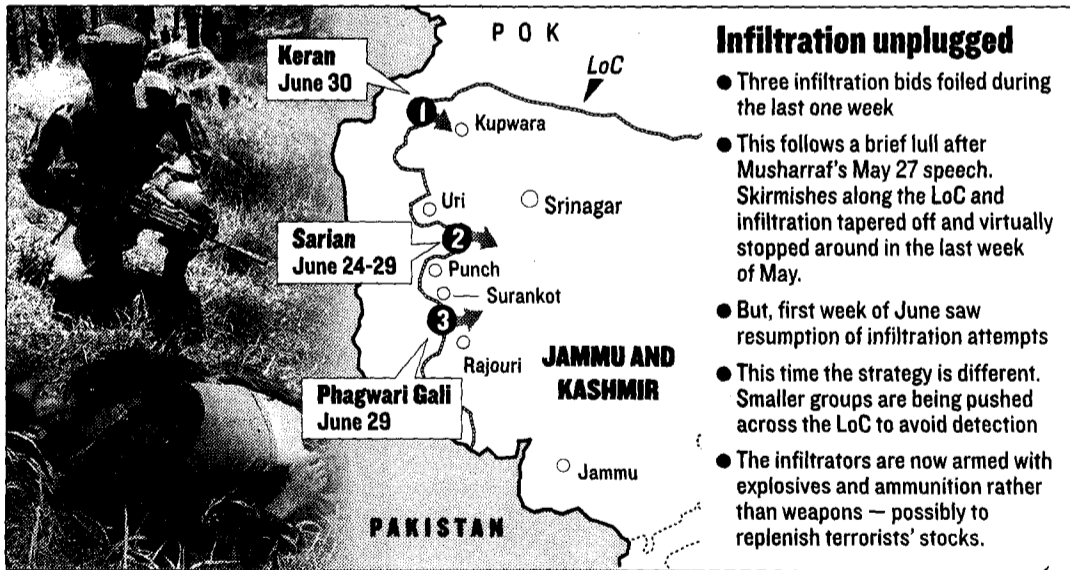 P O K
LoC
Keran
June 30
1
Kupwara
Uri
Srinagar
Sarian
June 24-29
2
Punch
Surankot
3
Rajouri
Phagwari Gali
June 29
JAMMU AND
KASHMIR
Jammu
PAKISTAN
Infiltration unplugged
● Three infiltration bids foiled during
the last one week
● This follows a brief lull after
Musharraf's May 27 speech.
Skirmishes along the LoC and
infiltration tapered off and virtually
stopped around in the last week
of May.
● But, first week of June saw
resumption of infiltration attempts
● This time the strategy is different.
Smaller groups are being pushed
across the LoC to avoid detection
● The infiltrators are now armed with
explosives and ammunition rather
than weapons — possibly to
replenish terrorists' stocks.